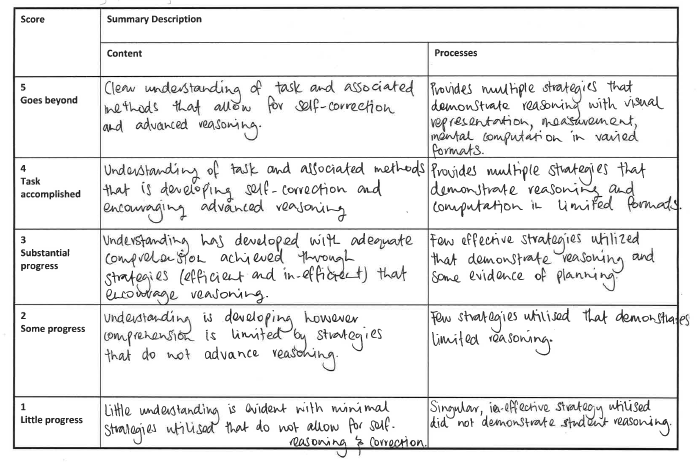 Score
Summary Description
Content
Processes
5
Goes beyond
Clear understanding of task and associated
methods that allow for self-correction
and advanced reasoning.
Provides multiple strategies that
demonstrate reasoning with visual
representation, measurement,
mental computation in varied
formats.
4
Task
accomplished
Understanding of task and associated methods
that is developing self-correction and
encouraging advanced reasoning
Provides multiple strategies that
demonstrate reasoning and
computation in limited formats.
3
Substantial
progress
Understanding has developed with adequate
comprehension achieved through
strategies (efficient and in-efficient) that
encourage reasoning.
Few effective strategies utilized
that demonstrate reasoning and
some evidence of planning.
2
Some progress
Understanding is developing however
comprehension is limited by strategies
that do not advance reasoning.
Few strategies utilised that demonstrates
limited reasoning.
1
Little progress
Little understanding is evident with minimal
strategies utilised that do not allow for self-
reasoning & correction.
Singular, in-effective strategy utilised
did not demonstrate student reasoning.